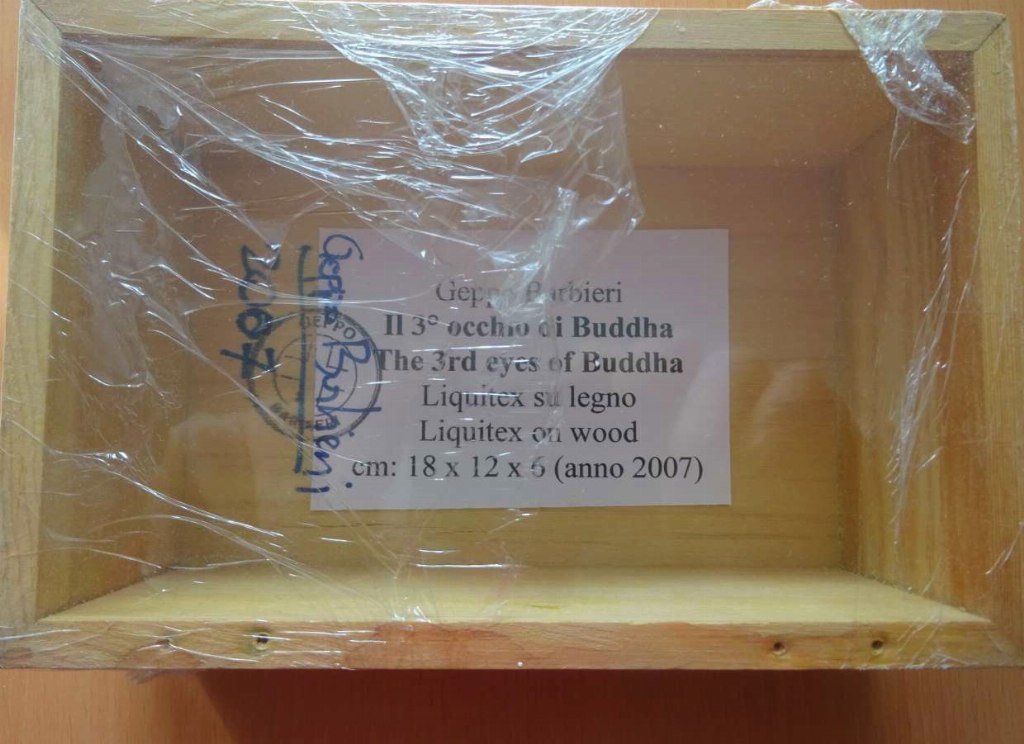 Geppo Barbieri
Il 3° occhio di Buddha
The 3rd eyes of Buddha
Liquitex su legno
Liquitex on wood
cm: 18 x 12 x 6 (anno 2007)
Geppo Barbieri
2007
GEPPO